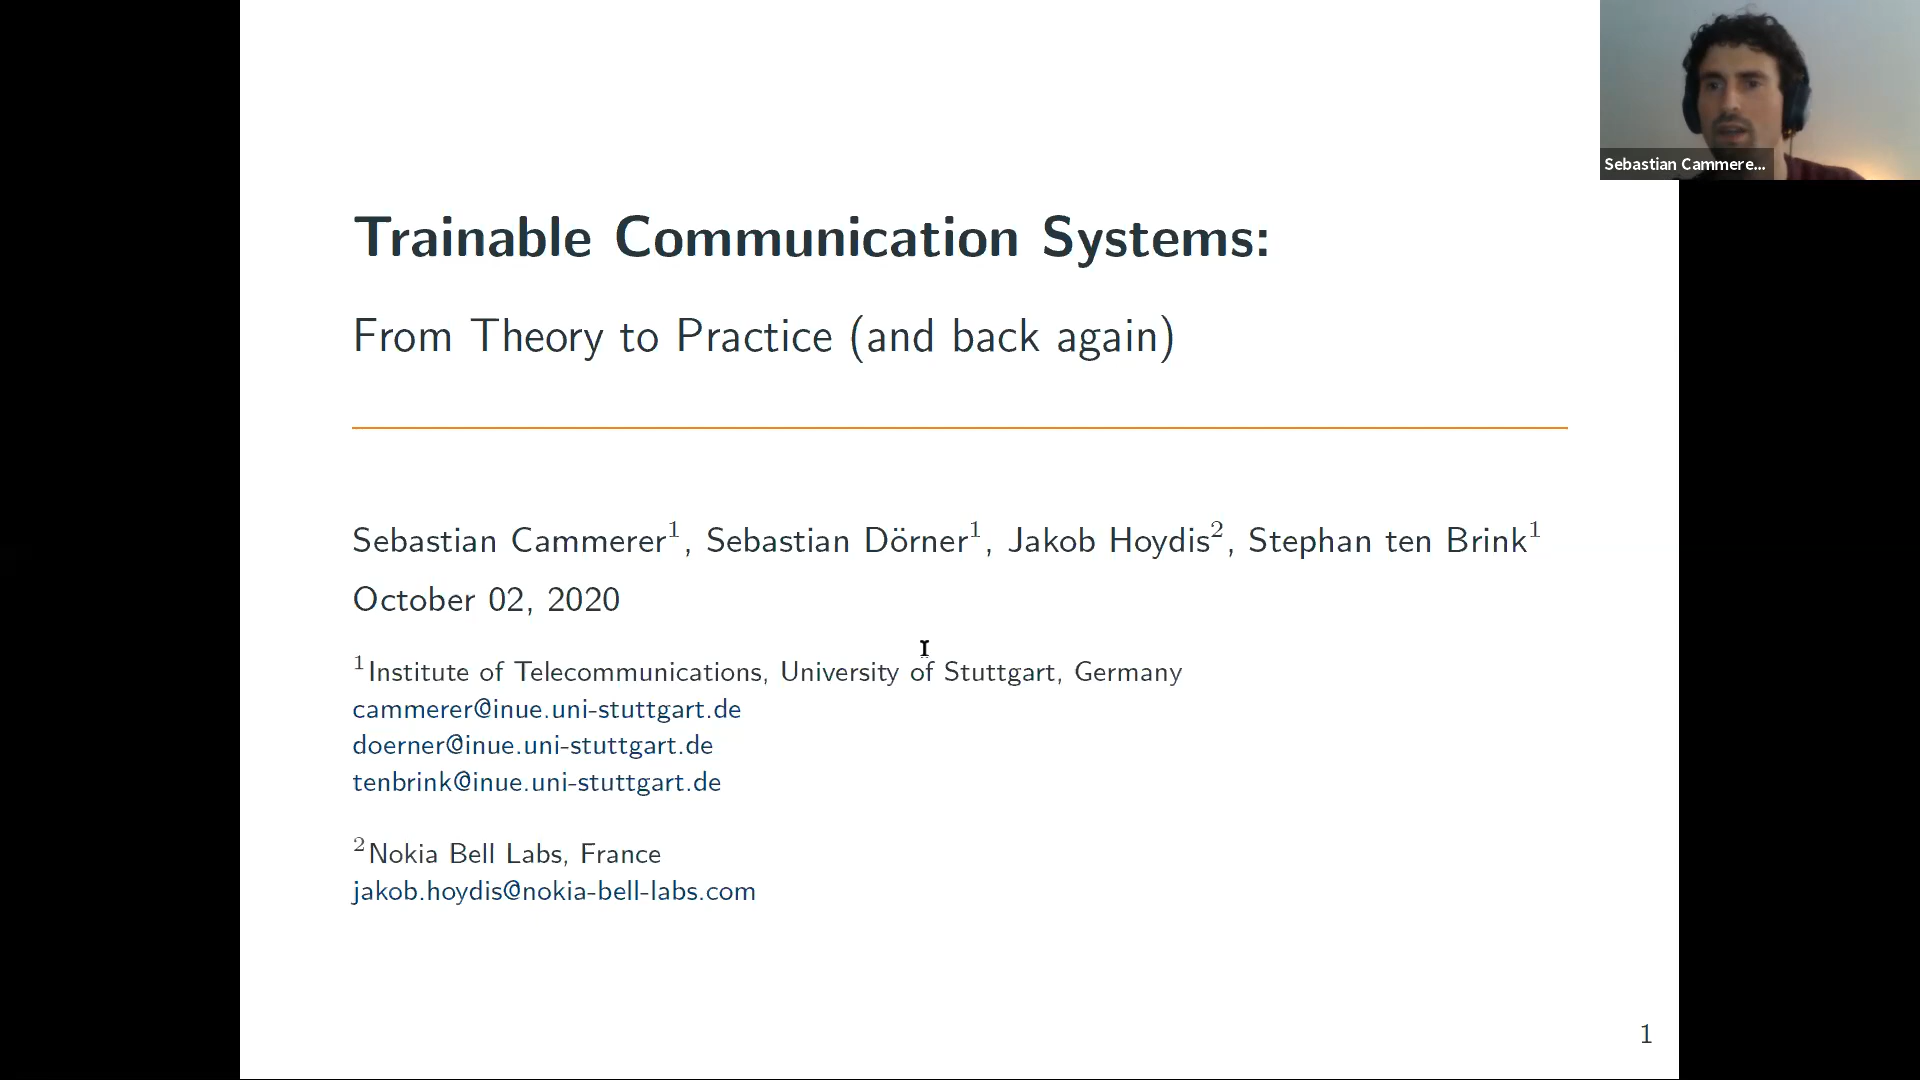 Sebastian Cammere...
Trainable Communication Systems:
From Theory to Practice (and back again)
Sebastian Cammerer¹, Sebastian Dörner¹, Jakob Hoydis², Stephan ten Brink¹
October 02, 2020
¹Institute of Telecommunications, University of Stuttgart, Germany
cammerer@inue.uni-stuttgart.de
doerner@inue.uni-stuttgart.de
tenbrink@inue.uni-stuttgart.de
²Nokia Bell Labs, France
jakob.hoydis@nokia-bell-labs.com
1